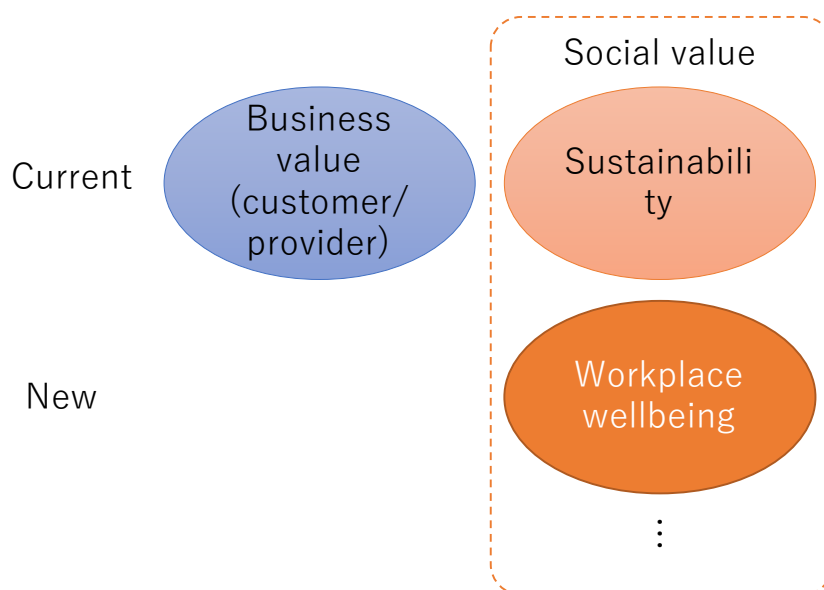 Social value
Current
Business
value
(customer/
provider)
Sustainabili
ty
New
Workplace
wellbeing
⋮